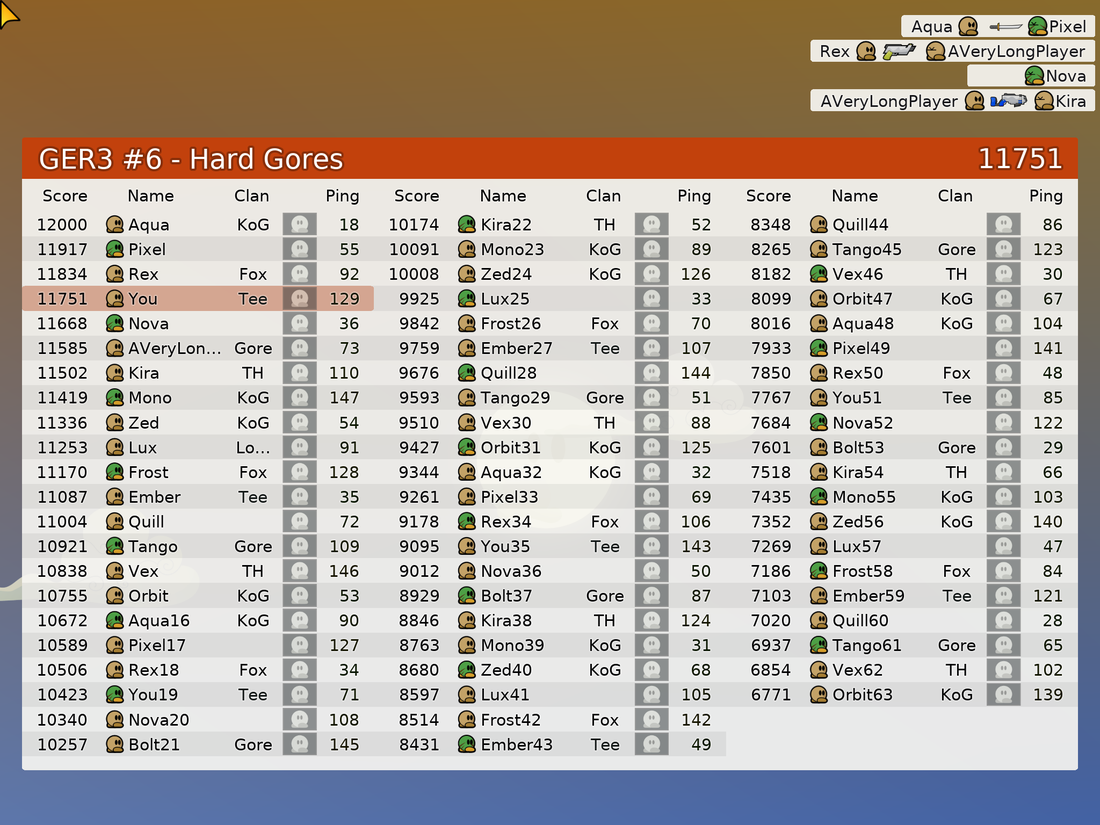 Aqua Pixel
Rex AVeryLongPlayer
Nova
AVeryLongPlayer Kira
GER3 #6 - Hard Gores 11751
Score Name Clan Ping Score Name Clan Ping Score Name Clan Ping
12000 Aqua KoG 18 10174 Kira22 TH 52 8348 Quill44 86
11917 Pixel 55 10091 Mono23 KoG 89 8265 Tango45 Gore 123
11834 Rex Fox 92 10008 Zed24 KoG 126 8182 Vex46 TH 30
11751 You Tee 129 9925 Lux25 33 8099 Orbit47 KoG 67
11668 Nova 36 9842 Frost26 Fox 70 8016 Aqua48 KoG 104
11585 AVeryLon... Gore 73 9759 Ember27 Tee 107 7933 Pixel49 141
11502 Kira TH 110 9676 Quill28 144 7850 Rex50 Fox 48
11419 Mono KoG 147 9593 Tango29 Gore 51 7767 You51 Tee 85
11336 Zed KoG 54 9510 Vex30 TH 88 7684 Nova52 122
11253 Lux Lo... 91 9427 Orbit31 KoG 125 7601 Bolt53 Gore 29
11170 Frost Fox 128 9344 Aqua32 KoG 32 7518 Kira54 TH 66
11087 Ember Tee 35 9261 Pixel33 69 7435 Mono55 KoG 103
11004 Quill 72 9178 Rex34 Fox 106 7352 Zed56 KoG 140
10921 Tango Gore 109 9095 You35 Tee 143 7269 Lux57 47
10838 Vex TH 146 9012 Nova36 50 7186 Frost58 Fox 84
10755 Orbit KoG 53 8929 Bolt37 Gore 87 7103 Ember59 Tee 121
10672 Aqua16 KoG 90 8846 Kira38 TH 124 7020 Quill60 28
10589 Pixel17 127 8763 Mono39 KoG 31 6937 Tango61 Gore 65
10506 Rex18 Fox 34 8680 Zed40 KoG 68 6854 Vex62 TH 102
10423 You19 Tee 71 8597 Lux41 105 6771 Orbit63 KoG 139
10340 Nova20 108 8514 Frost42 Fox 142
10257 Bolt21 Gore 145 8431 Ember43 Tee 49